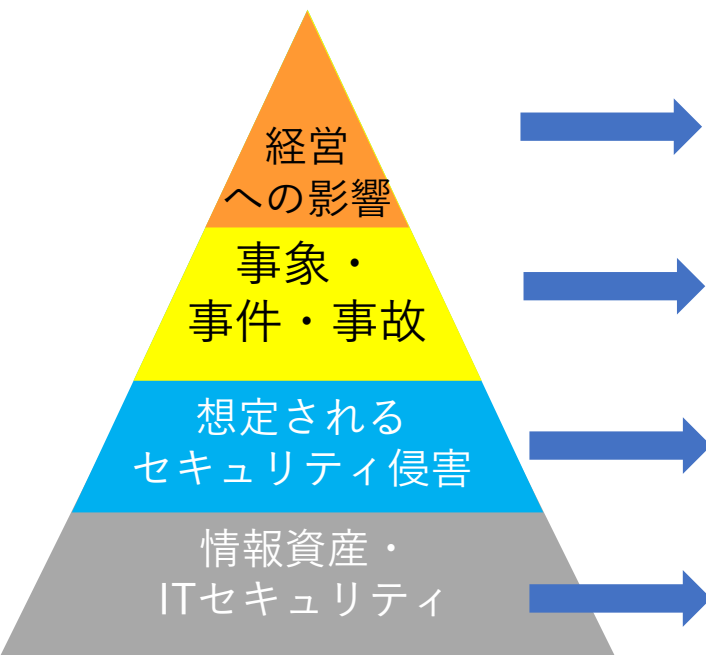 経営
への影響
事象・
事件・事故
想定される
セキュリティ侵害
情報資産・
ITセキュリティ